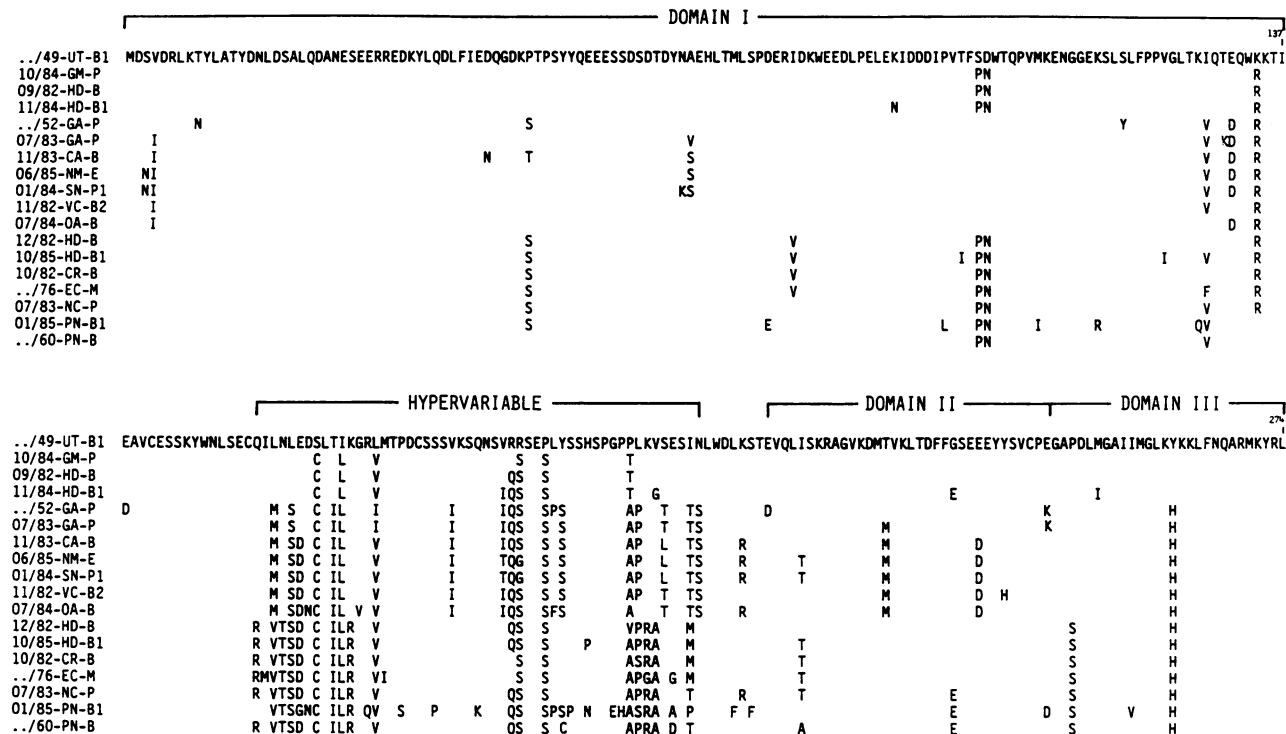 DOMAIN I
137
../49-UT-B1 MDSVDRLKTYLATYDNLDSALQDANESEERREDKYLQDLFIEDQGDKPTPSYYQEEESSDSDTDYNAEHLTMLSPDERIDKWEEDLPELEKIDDDIPVTFSDWTQPVMKENGGEKSLSLFPPVGLTKIQTEQWKKTI
10/84-GM-P PN R
09/82-HD-B PN R
11/84-HD-B1 N PN R
../52-GA-P N S Y V D R
07/83-GA-P I V V KD R
11/83-CA-B I N T S V D R
06/85-NM-E NI S V D R
01/84-SN-P1 NI KS V D R
11/82-VC-B2 I V R
07/84-OA-B I D R
12/82-HD-B S V PN R
10/85-HD-B1 S V I PN I V R
10/82-CR-B S V PN R
../76-EC-M S V PN F R
07/83-NC-P S PN V R
01/85-PN-B1 S E L PN I R QV
../60-PN-B PN V
HYPERVARIABLE DOMAIN II DOMAIN III
274
../49-UT-B1 EAVCESSKYWNLSECQILNLEDSLTIKGRLMTPDCSSSVKSQNSVRRSEPLYSSHSPGPPLKVSESINLWDLKSTEVQLISKRAGVKDMTVKLTDFFGSEEEYYSVCPEGAPDLMGAIIMGLKYKKLFNQARMKYRL
10/84-GM-P C L V S S T
09/82-HD-B C L V QS S T
11/84-HD-B1 C L V IQS S T G E I
../52-GA-P D M S C IL I I IQS SPS AP T TS D K H
07/83-GA-P M S C IL I I IQS S S AP T TS M K H
11/83-CA-B M SD C IL V I IQS S S AP L TS R M D H
06/85-NM-E M SD C IL V I TQG S S AP L TS R T M D H
01/84-SN-P1 M SD C IL V I TQG S S AP L TS R T M D H
11/82-VC-B2 M SD C IL V I IQS S S AP T TS M D Y H
07/84-OA-B M SDNC IL V V I IQS SFS A T TS R M D H
12/82-HD-B R VTSD C ILR V QS S VPRA M S H
10/85-HD-B1 R VTSD C ILR V QS S P APRA M T S H
10/82-CR-B R VTSD C ILR V S S ASRA M T S H
../76-EC-M RMVTSD C ILR VI S S APGA G M T S H
07/83-NC-P R VTSD C ILR V QS S APRA T R T E S H
01/85-PN-B1 VTSGNC ILR QV S P K QS SPSP N EHASRA A P F F E D S V H
../60-PN-B R VTSD C ILR V S S C APRA D T A E S H